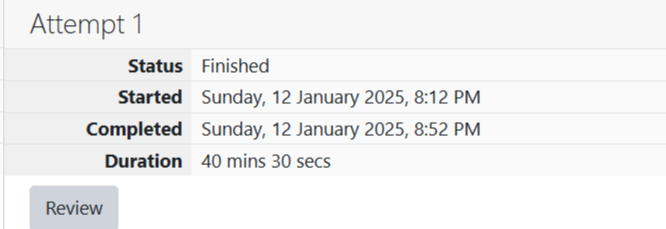 Attempt 1
Status Finished
Started Sunday, 12 January 2025, 8:12 PM
Completed Sunday, 12 January 2025, 8:52 PM
Duration 40 mins 30 secs
Review